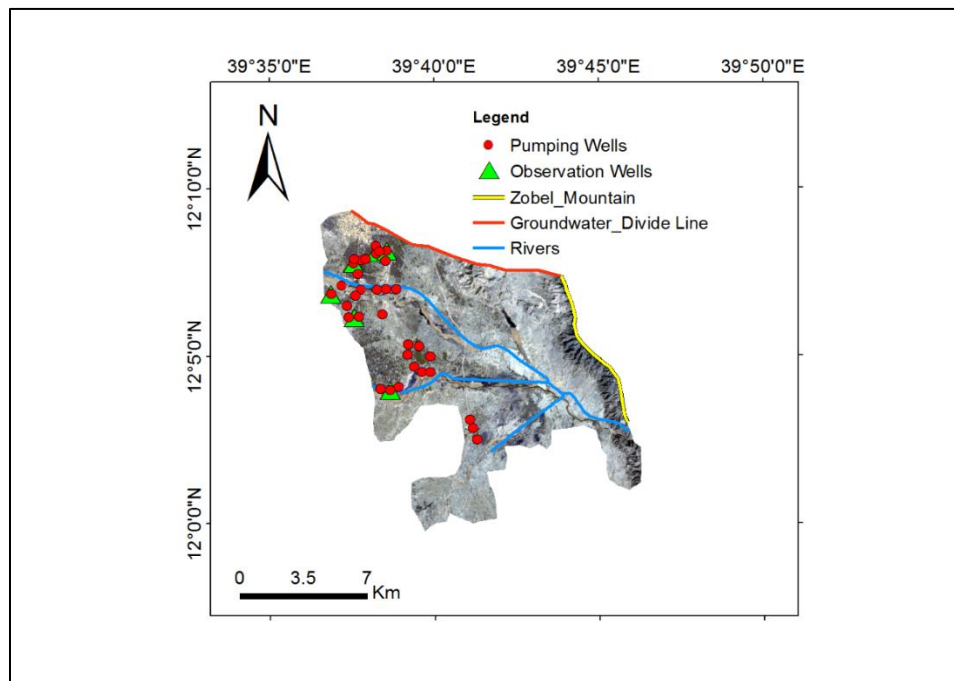 39°35'0"E 39°40'0"E 39°45'0"E 39°50'0"E
N
Legend
Pumping Wells
Observation Wells
Zobel_Mountain
Groundwater_Divide Line
Rivers
12°10'0"N
12°5'0"N
12°0'0"N
0 3.5 7
Km